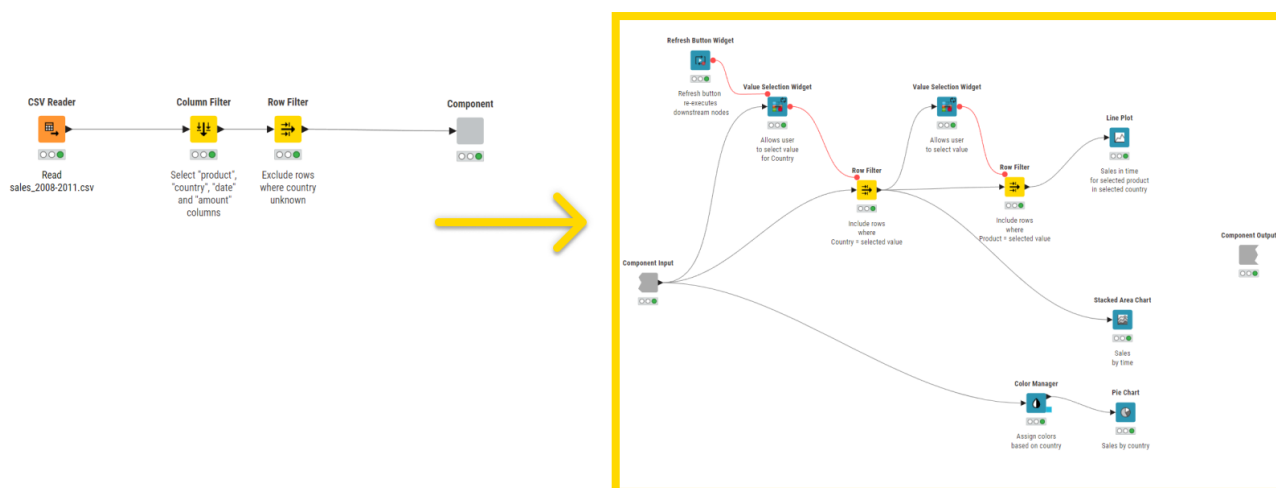 CSV Reader
Read
sales_2008-2011.csv
Column Filter
Select "product",
"country", "date"
and "amount"
columns
Row Filter
Exclude rows
where country
unknown
Component
Refresh Button Widget
Refresh button
re-executes
downstream nodes
Value Selection Widget
Allows user
to select value
for Country
Value Selection Widget
Allows user
to select value
Line Plot
Sales in time
for selected product
in selected country
Row Filter
Include rows
where
Country = selected value
Row Filter
Include rows
where
Product = selected value
Component Input
Component Output
Stacked Area Chart
Sales
by time
Color Manager
Assign colors
based on country
Pie Chart
Sales by country